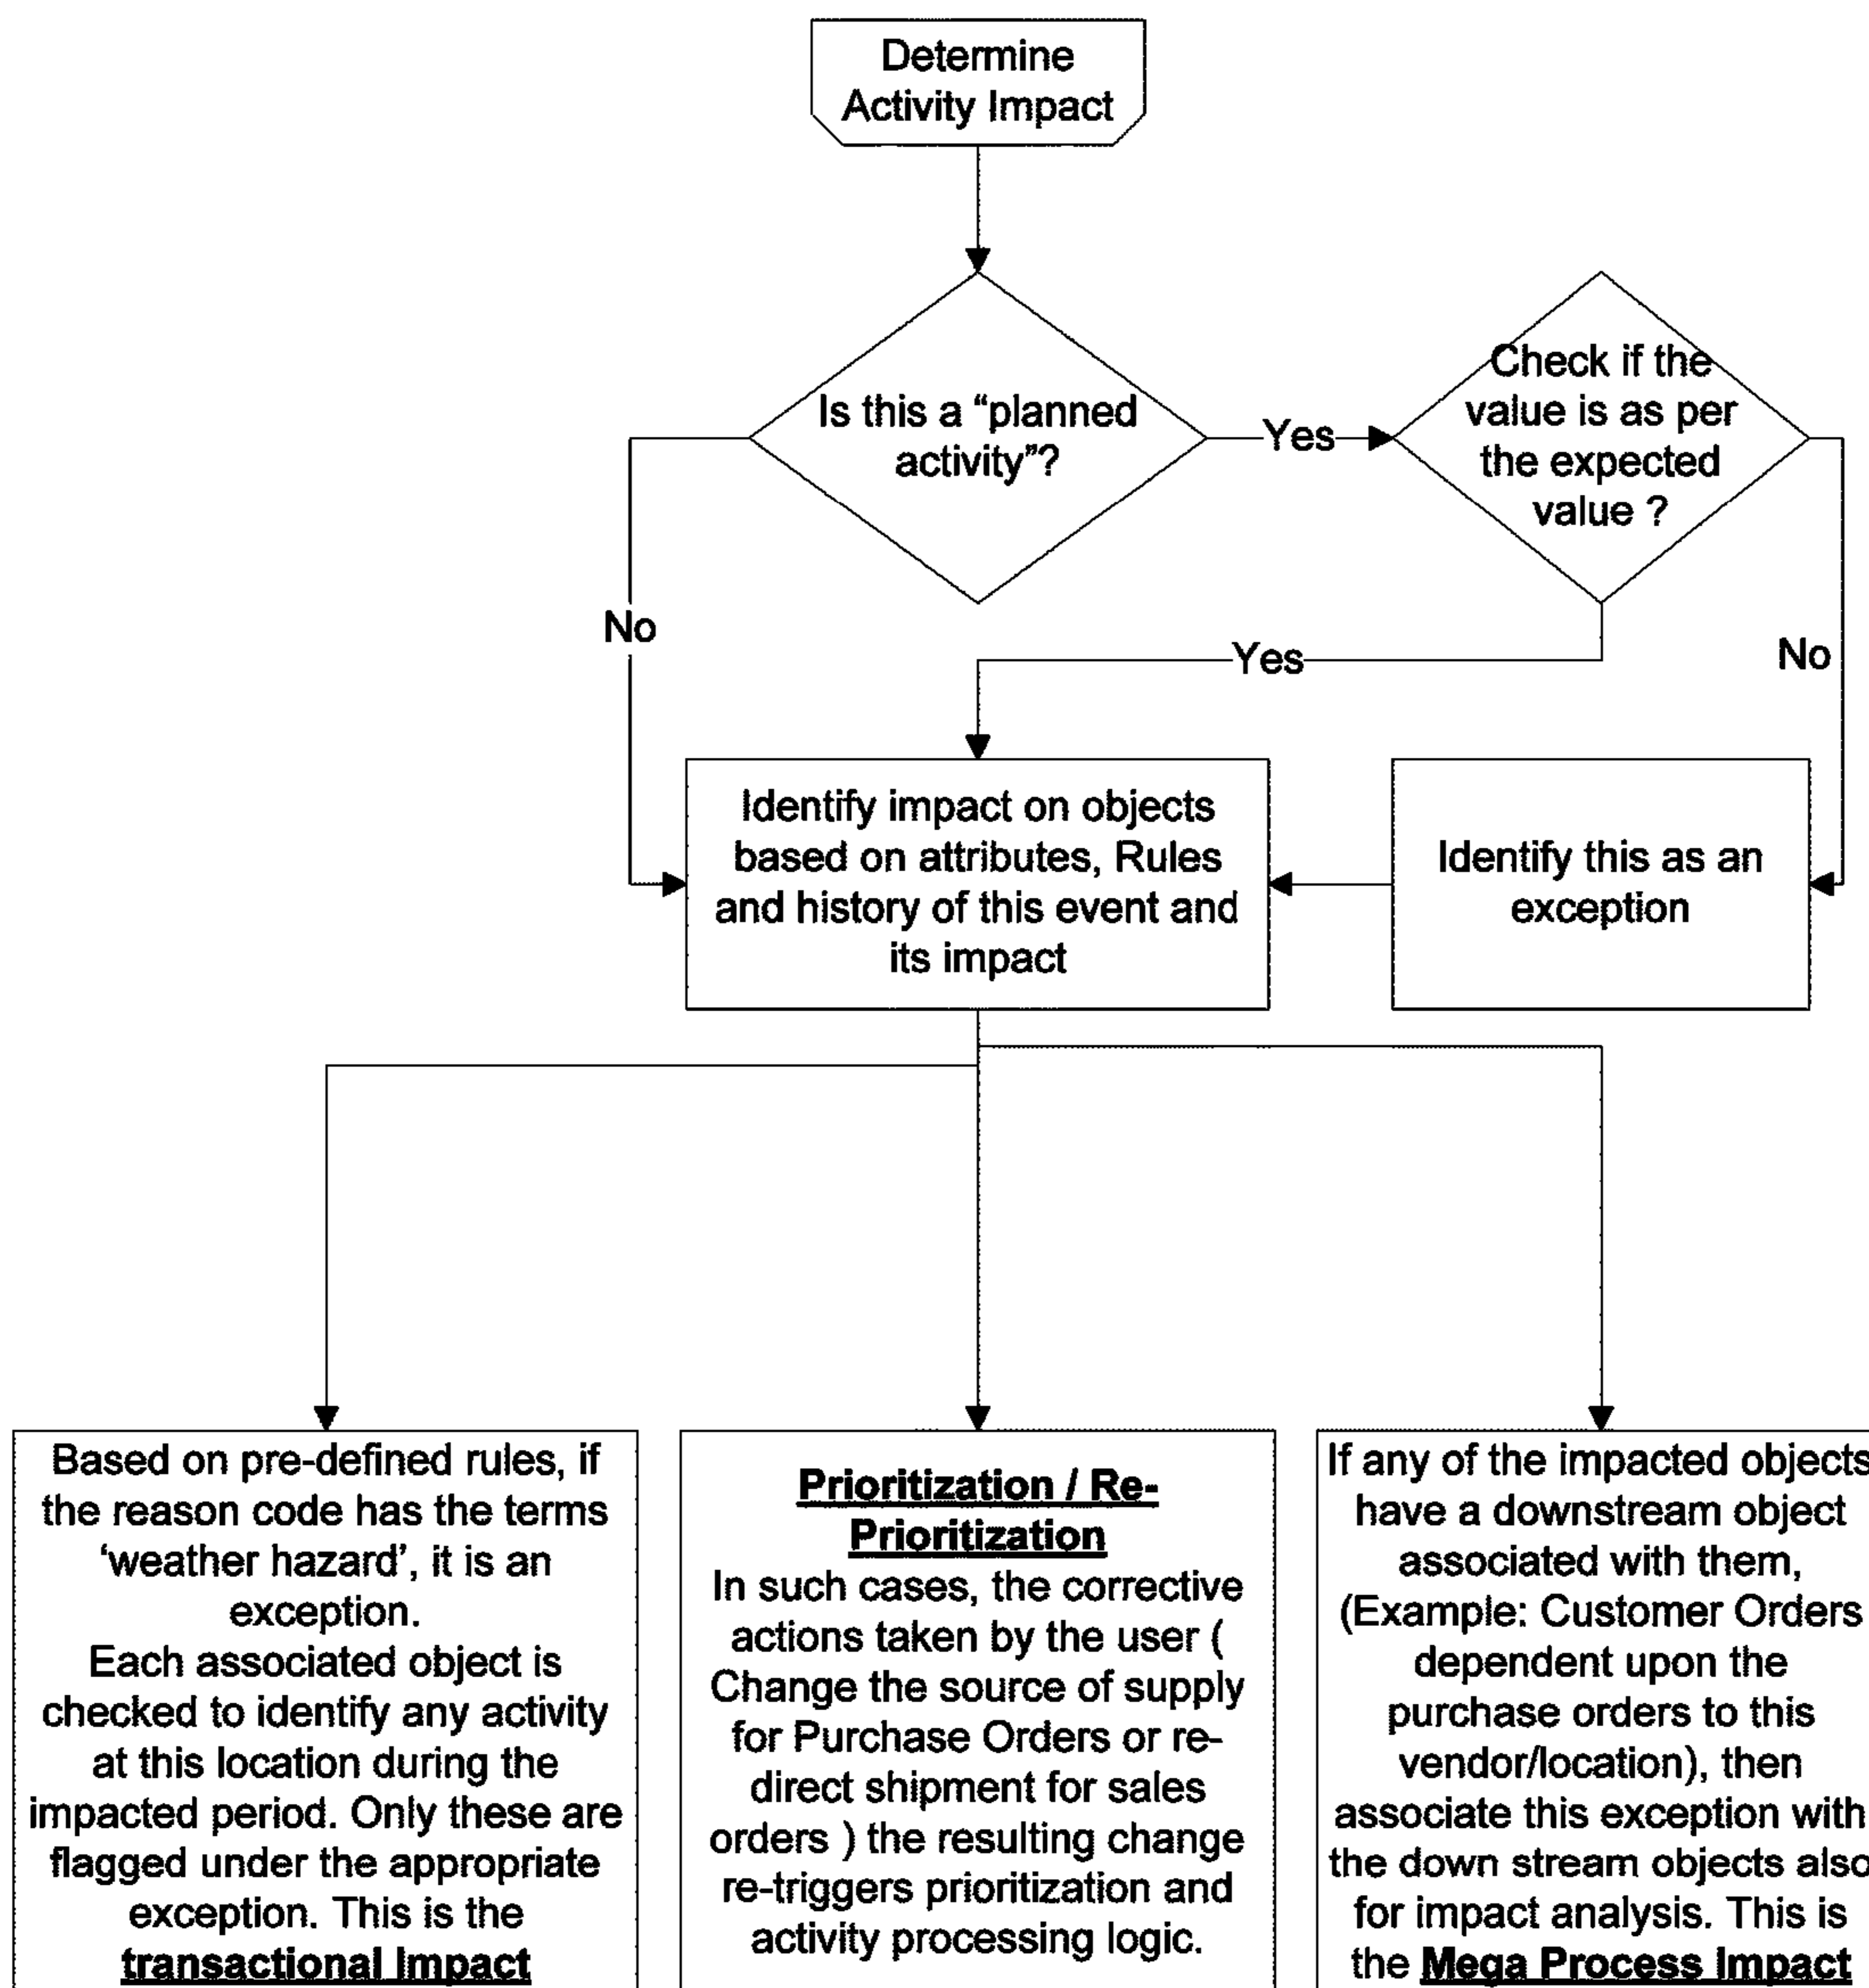 Determine
Activity Impact
Is this a “planned
activity”?
Yes
Check if the
value is as per
the expected
value ?
No
Yes
No
Identify impact on objects
based on attributes, Rules
and history of this event and
its impact
Identify this as an
exception
Based on pre-defined rules, if
the reason code has the terms
‘weather hazard’, it is an
exception.
Each associated object is
checked to identify any activity
at this location during the
impacted period. Only these are
flagged under the appropriate
exception. This is the
transactional Impact
Prioritization / Re-
Prioritization
In such cases, the corrective
actions taken by the user (
Change the source of supply
for Purchase Orders or re-
direct shipment for sales
orders ) the resulting change
re-triggers prioritization and
activity processing logic.
If any of the impacted objects
have a downstream object
associated with them,
(Example: Customer Orders
dependent upon the
purchase orders to this
vendor/location), then
associate this exception with
the down stream objects also
for impact analysis. This is
the Mega Process Impact